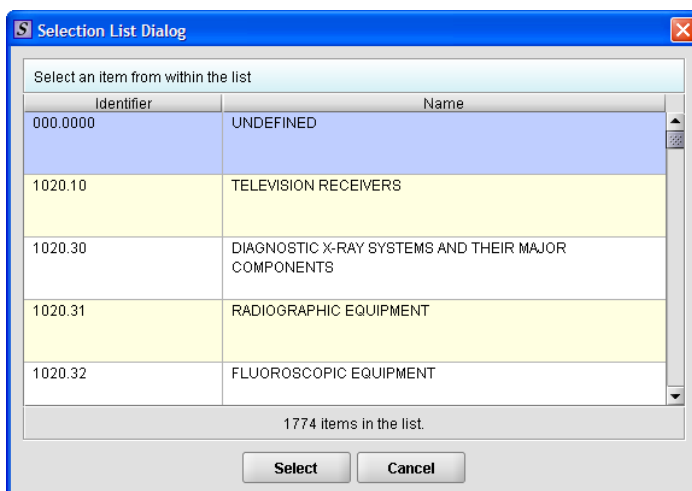 S Selection List Dialog
Select an item from within the list
Identifier Name
000.0000 UNDEFINED
1020.10 TELEVISION RECEIVERS
1020.30 DIAGNOSTIC X-RAY SYSTEMS AND THEIR MAJOR
COMPONENTS
1020.31 RADIOGRAPHIC EQUIPMENT
1020.32 FLUOROSCOPIC EQUIPMENT
1774 items in the list.
Select Cancel